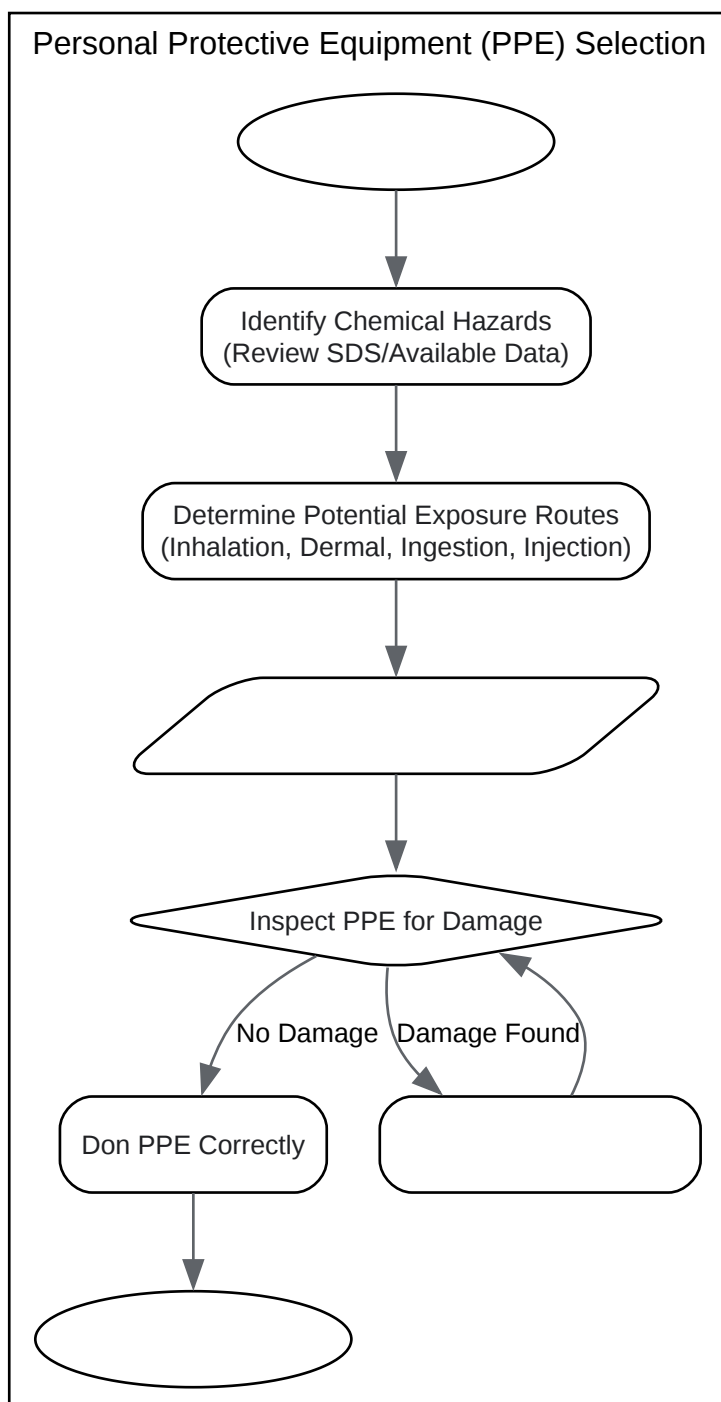 Personal Protective Equipment (PPE) Selection
Identify Chemical Hazards
(Review SDS/Available Data)
Determine Potential Exposure Routes
(Inhalation, Dermal, Ingestion, Injection)
Inspect PPE for Damage
No Damage
Damage Found
Don PPE Correctly